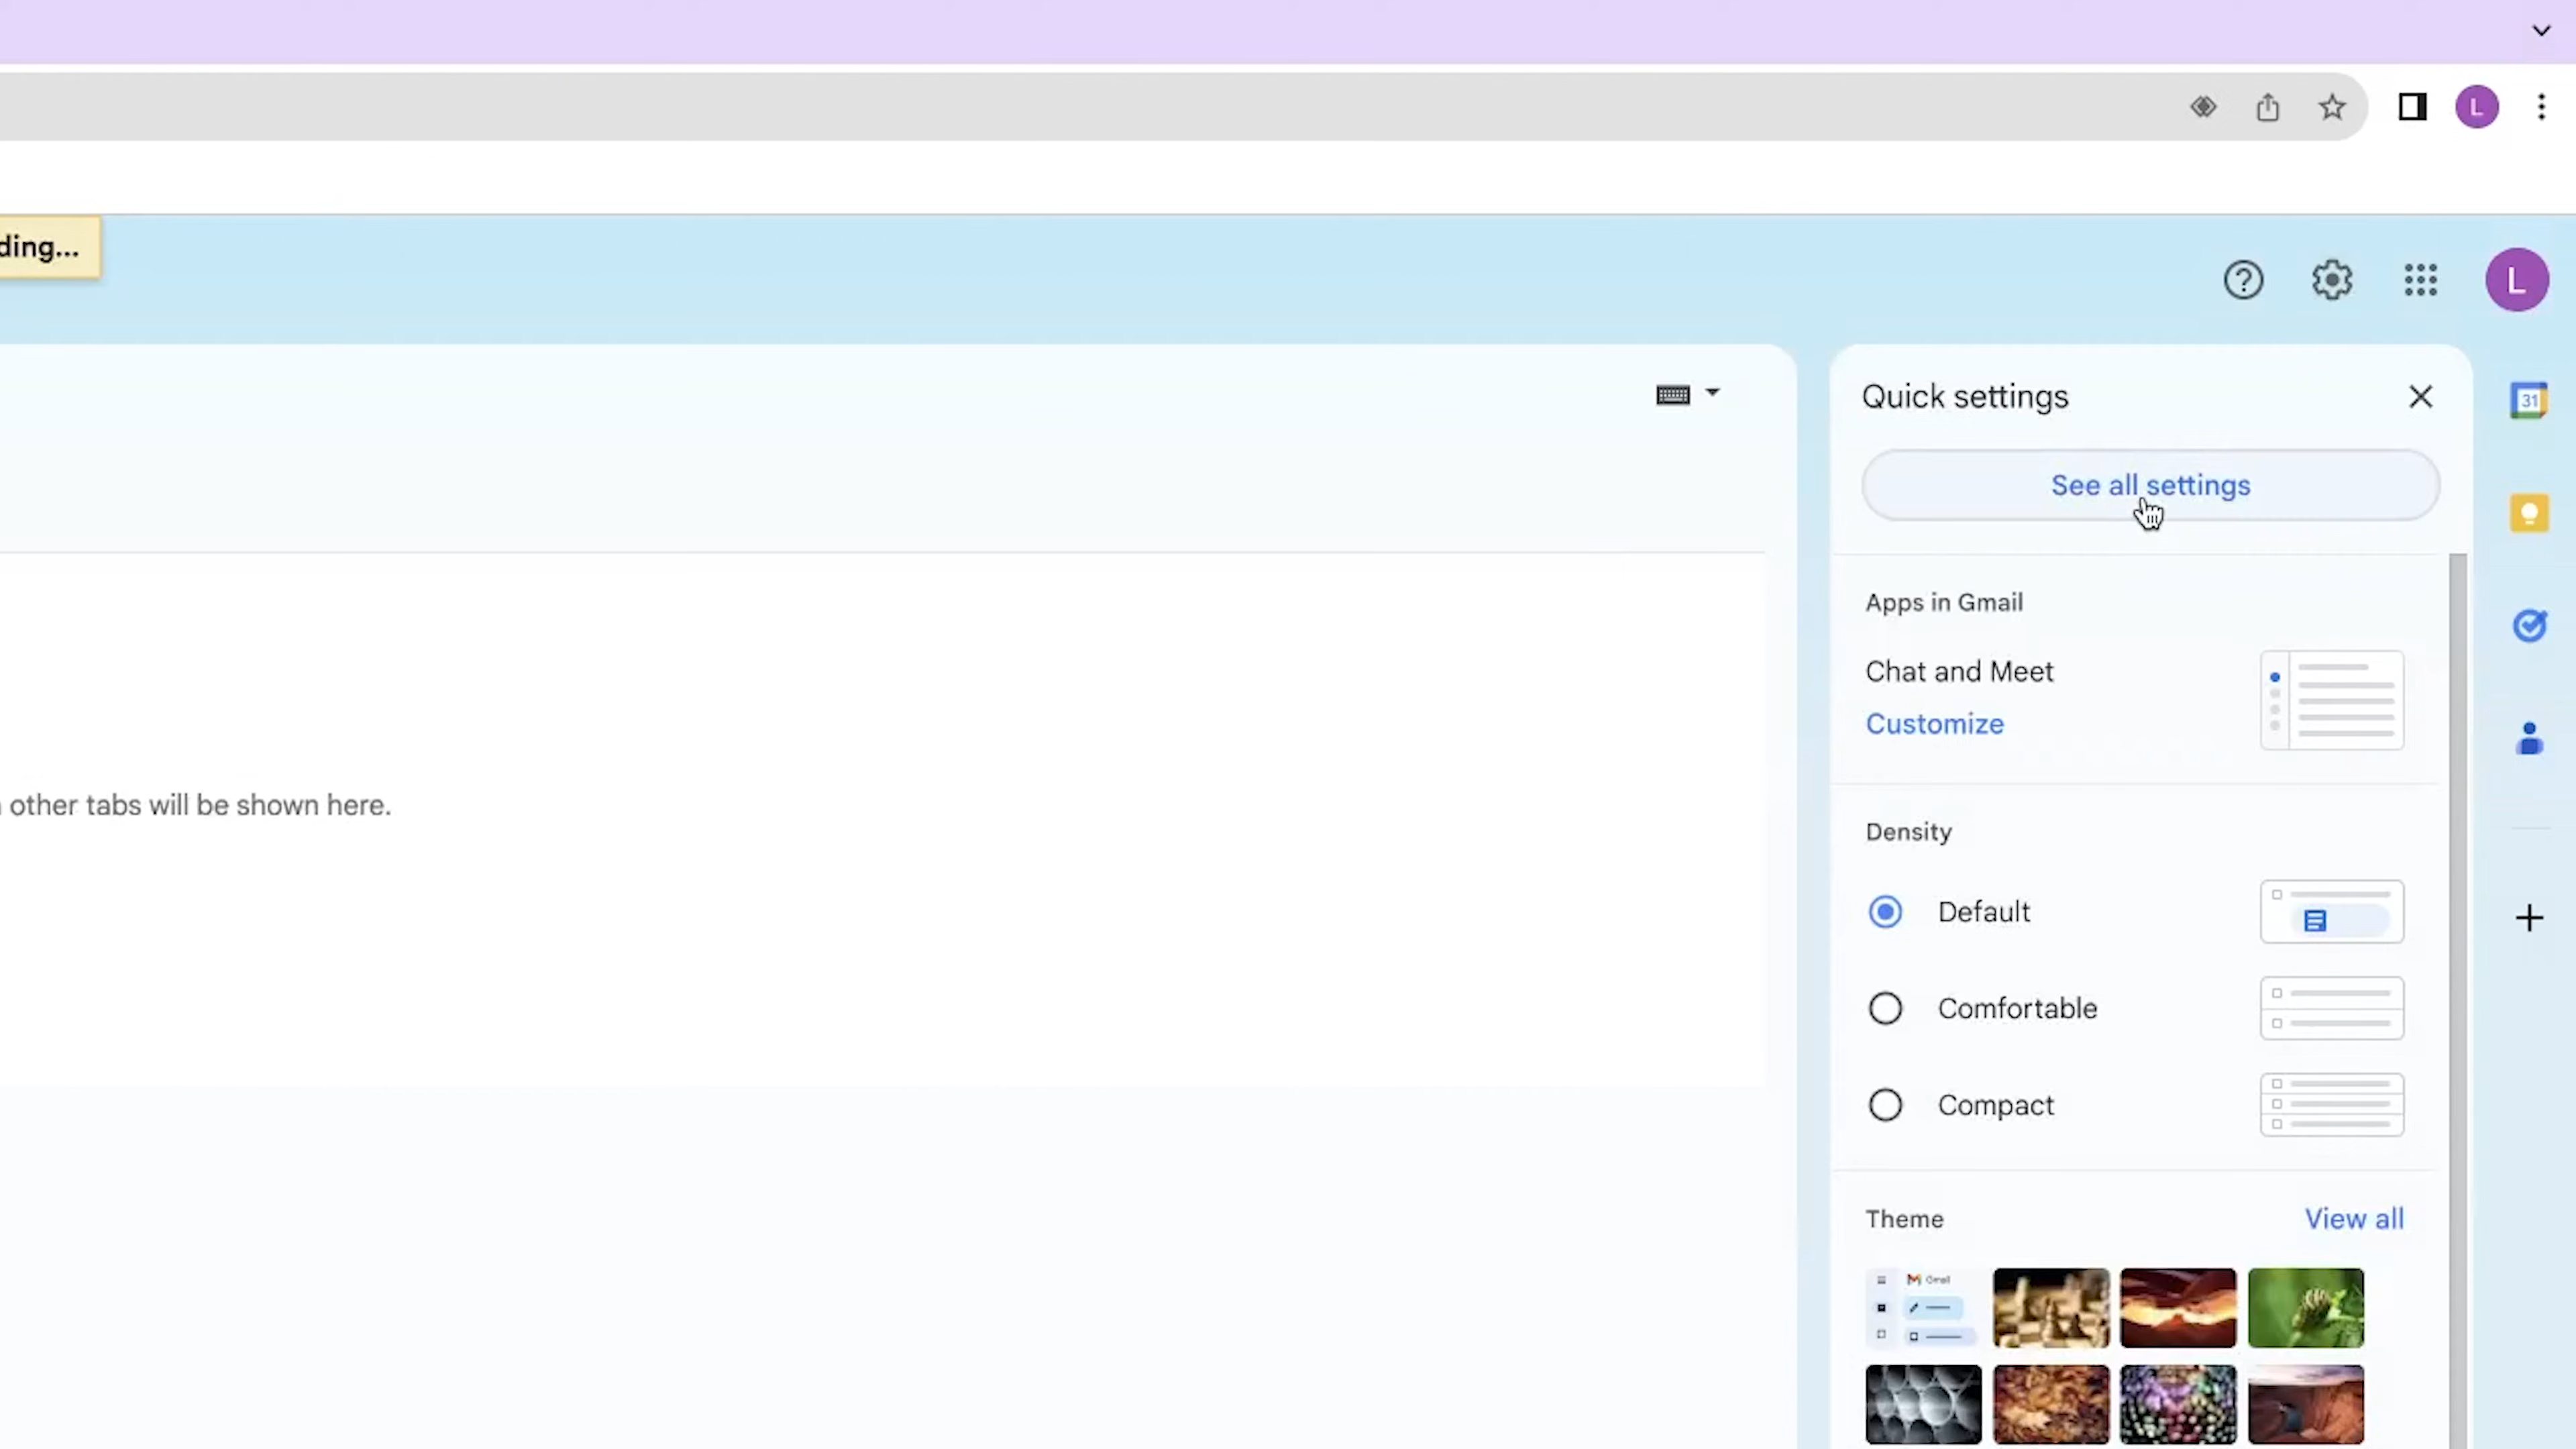 L
ding...
L
Quick settings
31
See all settings
Apps in Gmail
Chat and Meet
Customize
other tabs will be shown here.
Density
Default
Comfortable
Compact
Theme
View all
Gmail